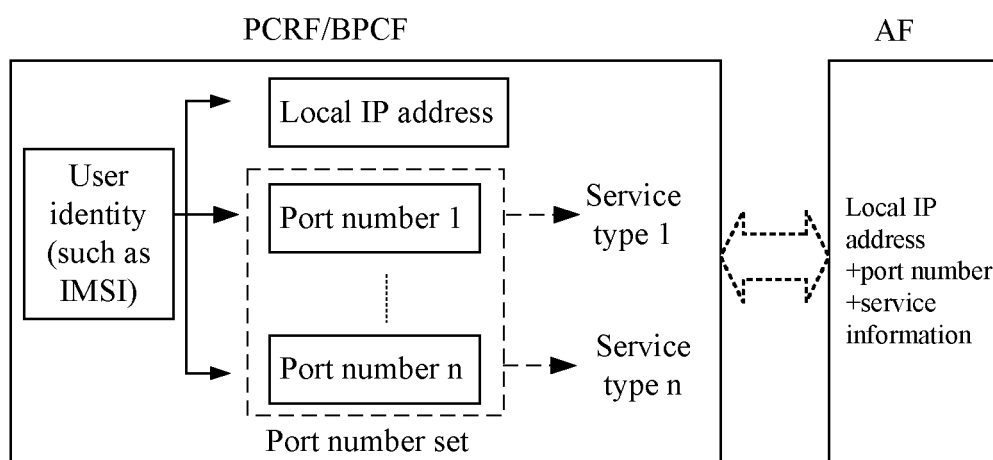 PCRF/BPCF
AF
Local IP address
User
identity
(such as
IMSI)
Port number 1
Service
type 1
Port number n
Service
type n
Port number set
Local IP
address
+port number
+service
information